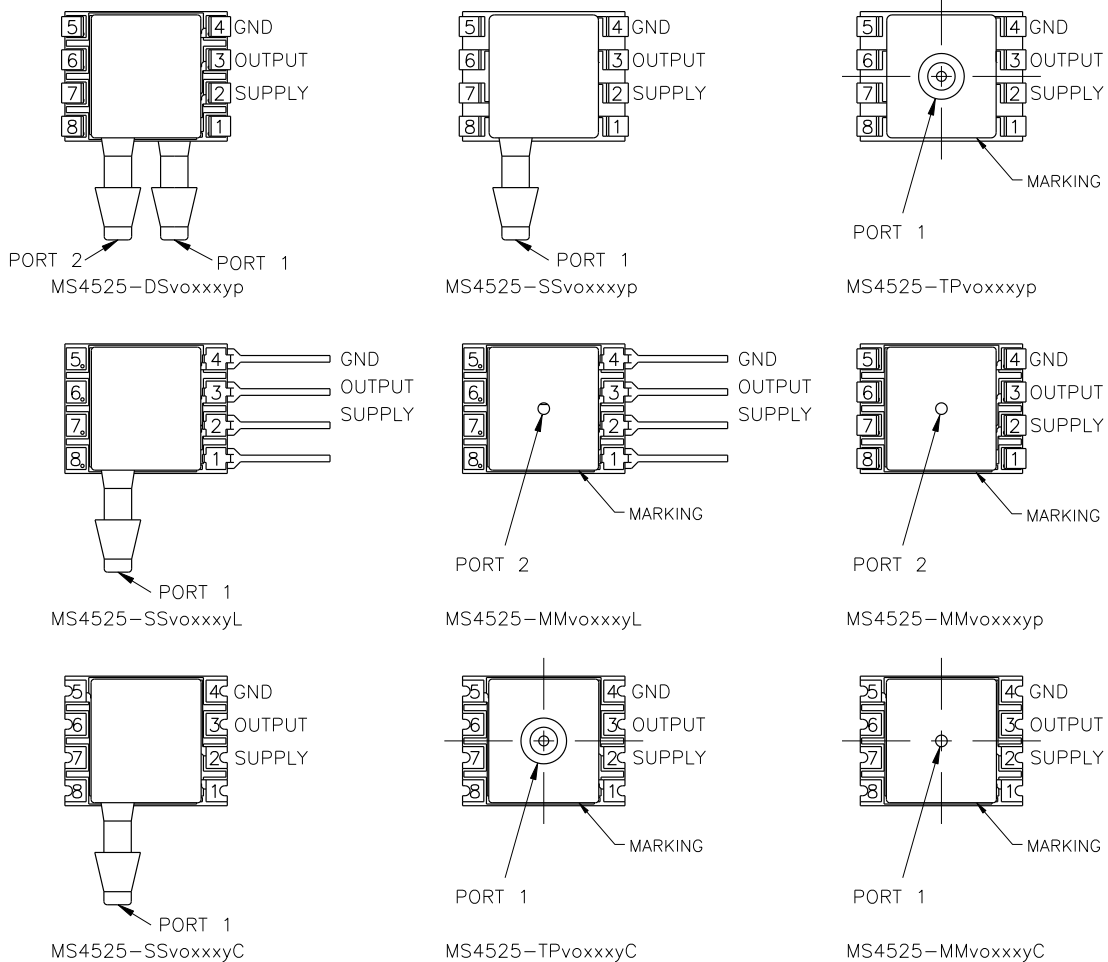 5 4 GND
6 3 OUTPUT
7 2 SUPPLY
8 1
PORT 2
PORT 1
MS4525-DSvoxxxyp
5 4 GND
6 3 OUTPUT
7 2 SUPPLY
8 1
PORT 1
MS4525-SSvoxxxyp
5 4 GND
6 3 OUTPUT
7 2 SUPPLY
8 1
MARKING
PORT 1
MS4525-TPvoxxxyp
5 4 GND
6 3 OUTPUT
7 2 SUPPLY
8 1
PORT 1
MS4525-SSvoxxxyL
5 4 GND
6 3 OUTPUT
7 2 SUPPLY
8 1
MARKING
PORT 2
MS4525-MMvoxxxyL
5 4 GND
6 3 OUTPUT
7 2 SUPPLY
8 1
MARKING
PORT 2
MS4525-MMvoxxxyp
5 4 GND
6 3 OUTPUT
7 2 SUPPLY
8 1
PORT 1
MS4525-SSvoxxxyC
5 4 GND
6 3 OUTPUT
7 2 SUPPLY
8 1
MARKING
PORT 1
MS4525-TPvoxxxyC
5 4 GND
6 3 OUTPUT
7 2 SUPPLY
8 1
MARKING
PORT 1
MS4525-MMvoxxxyC